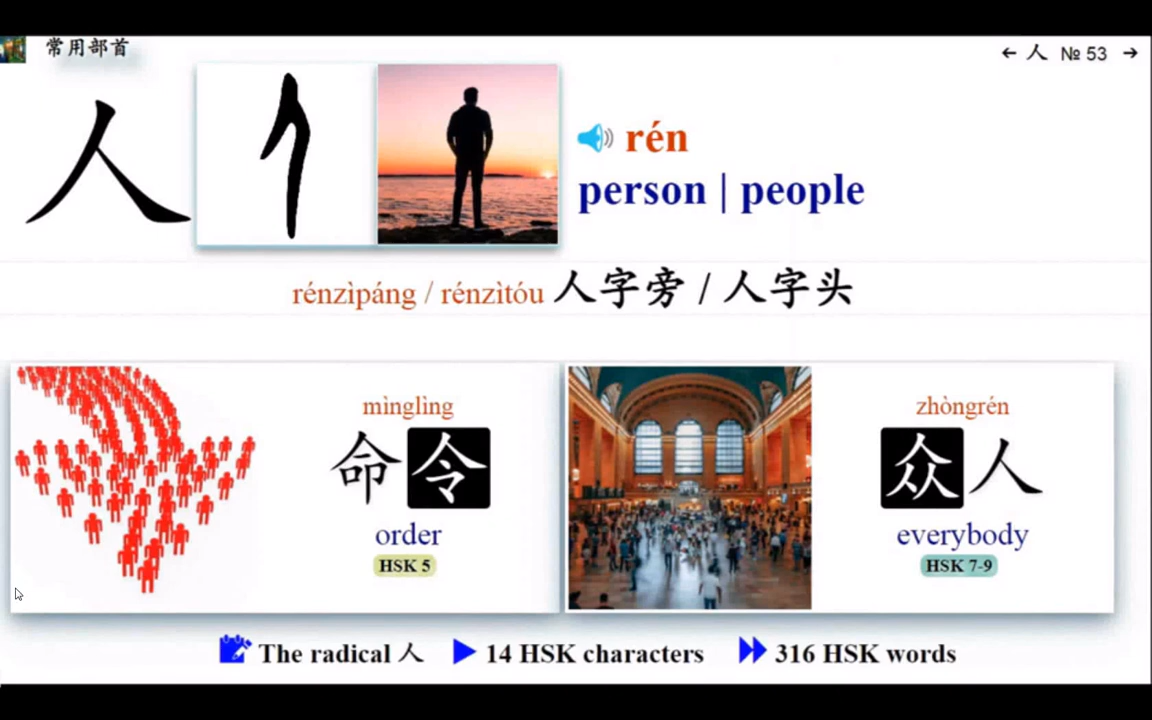 常用部首
← 人 № 53 →
人
rén
person | people
rénzìpáng / rénzìtóu 人字旁 / 人字头
mìnglìng
命令
order
HSK 5
zhòngrén
众人
everybody
HSK 7-9
The radical 人 14 HSK characters 316 HSK words